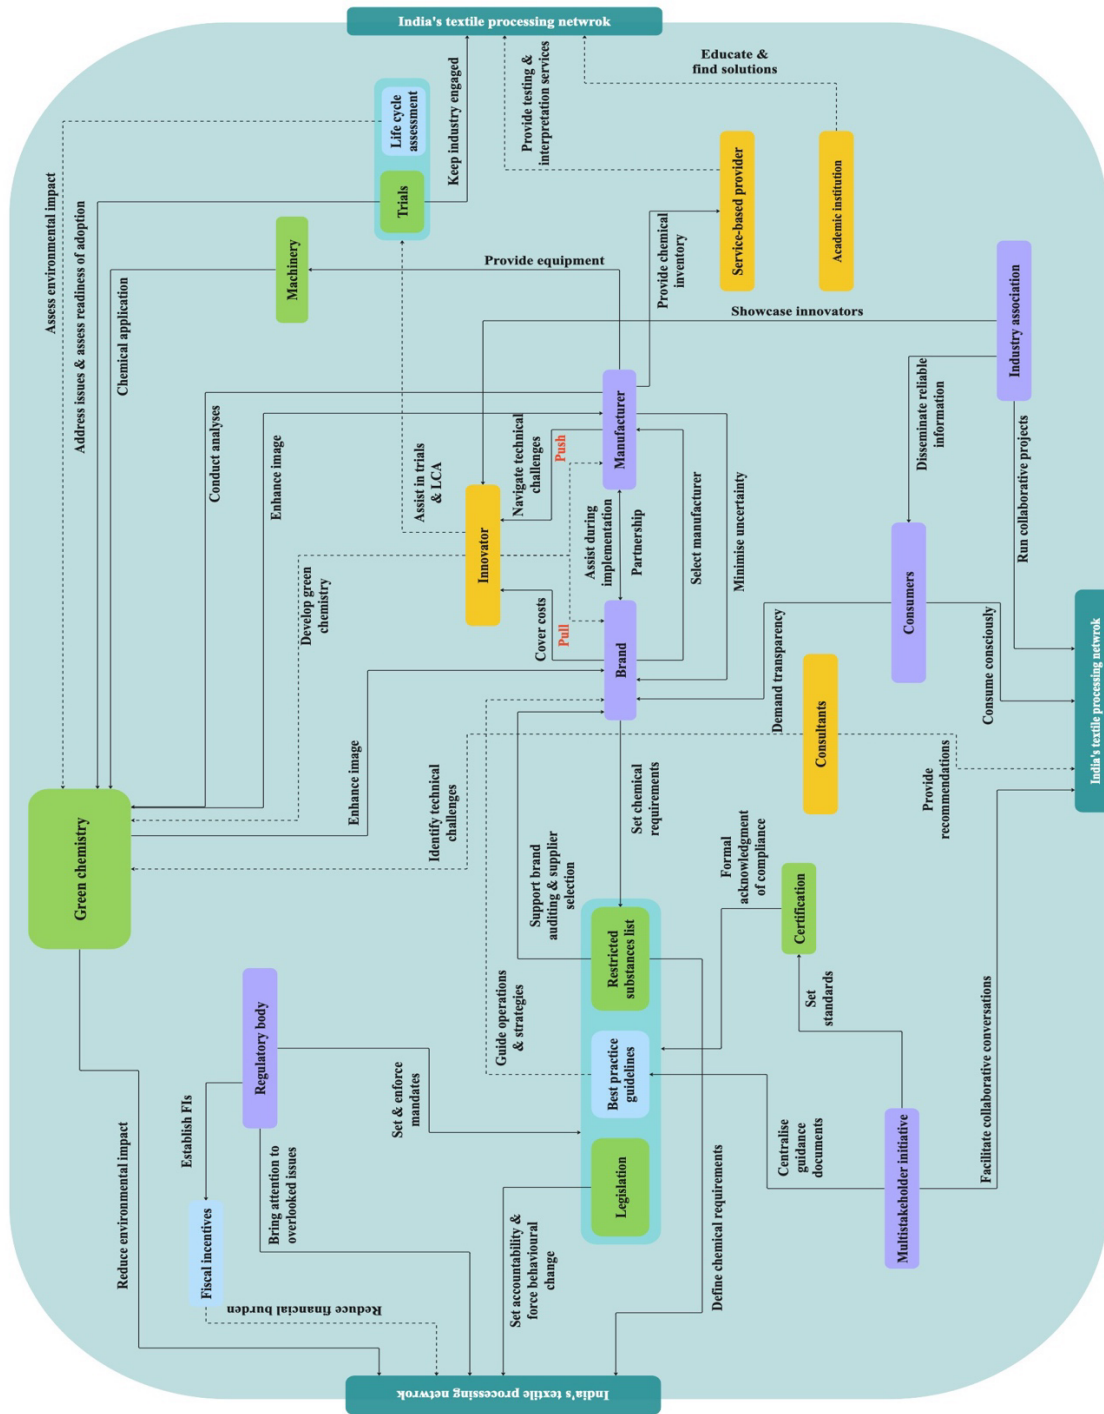 India's textile processing netwrok
Reduce environmental impact
Green chemistry
Assess environmental impact
Address issues & assess readiness of adoption
Chemical application
Conduct analyses
Enhance image
Develop green
chemistry
Enhance image
Identify technical
challenges
Establish FIs
Fiscal incentives
Reduce financial burden
Bring attention to
overlooked issues
Regulatory body
Set & enforce
mandates
Machinery
Provide equipment
Trials
Life cycle
assessment
Keep industry engaged
Assist in trials
& LCA
Innovator
Cover costs
Pull
Navigate technical
challenges
Push
Showcase innovators
Provide testing &
interpretation services
Educate &
find solutions
India's textile processing netwrok
Guide operations
& strategies
Support brand
auditing & supplier
selection
Brand
Assist during
implementation
Partnership
Manufacturer
Provide chemical
inventory
Select manufacturer
Minimise uncertainty
Set accountability &
force behavioural
change
Legislation
Best practice
guidelines
Restricted
substances list
Set chemical
requirements
Define chemical requirements
Service-based provider
Academic institution
Centralise
guidance
documents
Formal
acknowledgment
of compliance
Set
standards
Certification
Demand transparency
Consultants
Provide
recommendations
Consumers
Disseminate reliable
information
Industry association
Multistakeholder initiative
Facilitate collaborative conversations
Consume consciously
Run collaborative projects
India's textile processing netwrok